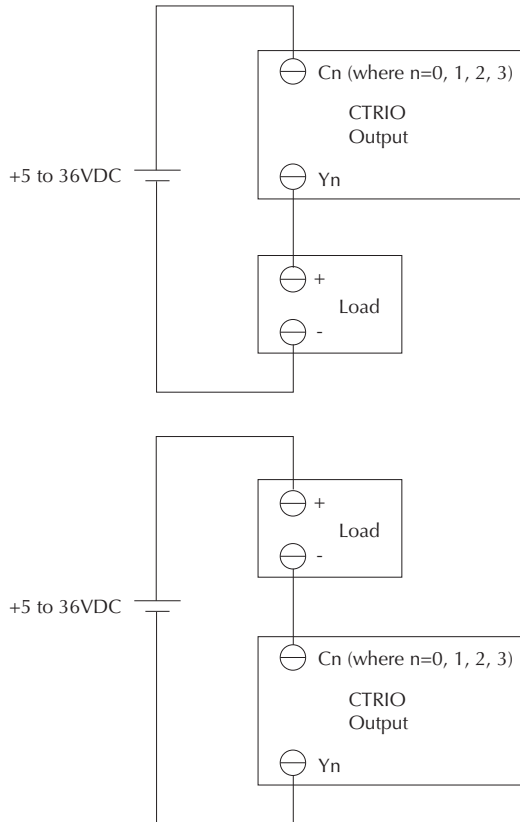 Cn (where n=0, 1, 2, 3)
CTRIO
Output
+5 to 36VDC
Yn
+
Load
-
+
Load
-
+5 to 36VDC
Cn (where n=0, 1, 2, 3)
CTRIO
Output
Yn